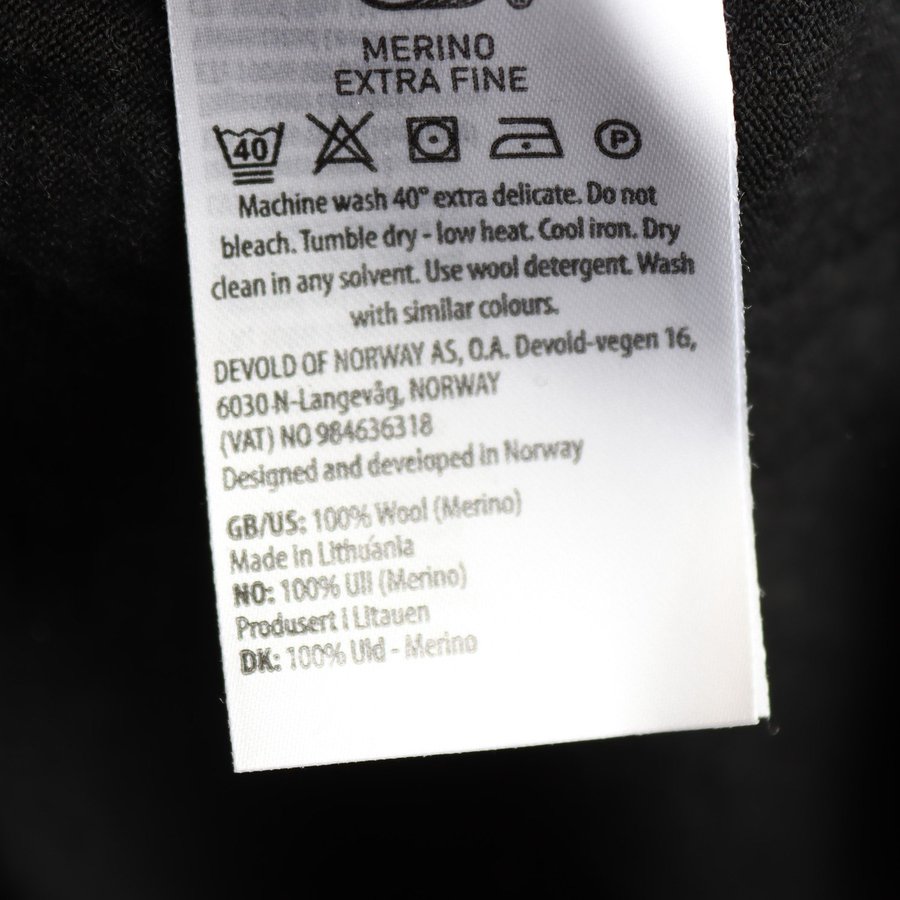 MERINO
EXTRA FINE
40 P
Machine wash 40° extra delicate. Do not
bleach. Tumble dry - low heat. Cool iron. Dry
clean in any solvent. Use wool detergent. Wash
with similar colours.
DEVOLD OF NORWAY AS, O.A. Devold-vegen 16,
6030 N-Langevåg, NORWAY
(VAT) NO 984636318
Designed and developed in Norway
GB/US: 100% Wool (Merino)
Made in Lithuania
NO: 100% Ull (Merino)
Produsert i Litauen
DK: 100% Uld - Merino